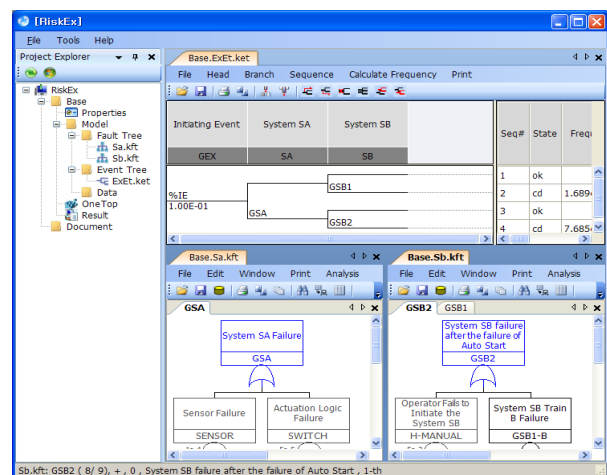 [RiskEx]
File Tools Help
Project Explorer
RiskEx
Base
Properties
Model
Fault Tree
Sa.kft
Sb.kft
Event Tree
ExEt.ket
Data
OneTop
Result
Document
Base.ExEt.ket
File Head Branch Sequence Calculate Frequency Print
Initiating Event System SA System SB
GEX SA SB
Seq# State Frequ
%IE
1.00E-01
GSA
GSB1
GSB2
1 ok
2 cd 1.689
3 ok
4 cd 7.685
Base.Sa.kft
File Edit Window Print Analysis
GSA
System SA Failure
GSA
Sensor Failure
SENSOR
Actuation Logic
Failure
SWITCH
Base.Sb.kft
File Edit Window Print Analysis
GSB2 GSB1
System SB failure
after the failure of
Auto Start
GSB2
Operator Fails to
Initiate the
System SB
H-MANUAL
System SB Train
B Failure
GSB1-B
Sb.kft: GSB2 ( 8/ 9), + , 0 , System SB failure after the failure of Auto Start , 1-th